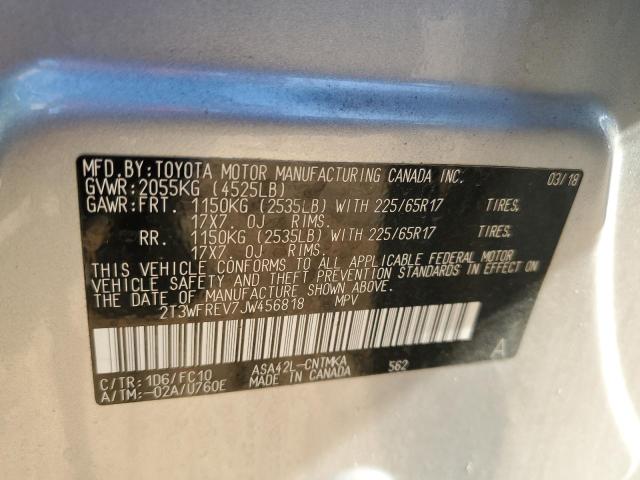 MFD.BY:TOYOTA MOTOR MANUFACTURING CANADA INC. 03/18
GVWR:2055KG (4525LB)
GAWR:FRT. 1150KG (2535LB) WITH 225/65R17 TIRES,
17X7. 0J RIMS.
RR. 1150KG (2535LB) WITH 225/65R17 TIRES,
17X7. 0J RIMS.
THIS VEHICLE CONFORMS TO ALL APPLICABLE FEDERAL MOTOR
VEHICLE SAFETY AND THEFT PREVENTION STANDARDS IN EFFECT ON
THE DATE OF MANUFACTURE SHOWN ABOVE.
2T3WFREV7JW456818 MPV
C/TR:1D6/FC10 ASA42L-CNTMKA 562 A
A/TM:-02A/U760E MADE IN CANADA